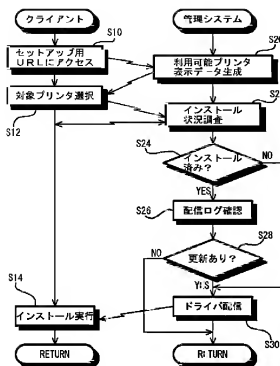 クライアント
管理システム
S10
セットアップ用
URLにアクセス
S20
利用可能プリンタ
表示データ生成
対象プリンタ選択
S12
インストール
状況調査
S24
インストール
済み?
NO
YES
S26
配信ログ確認
S28
更新あり?
NO
YES
S14
インストール実行
ドライバ配信
S30
RETURN
RETURN